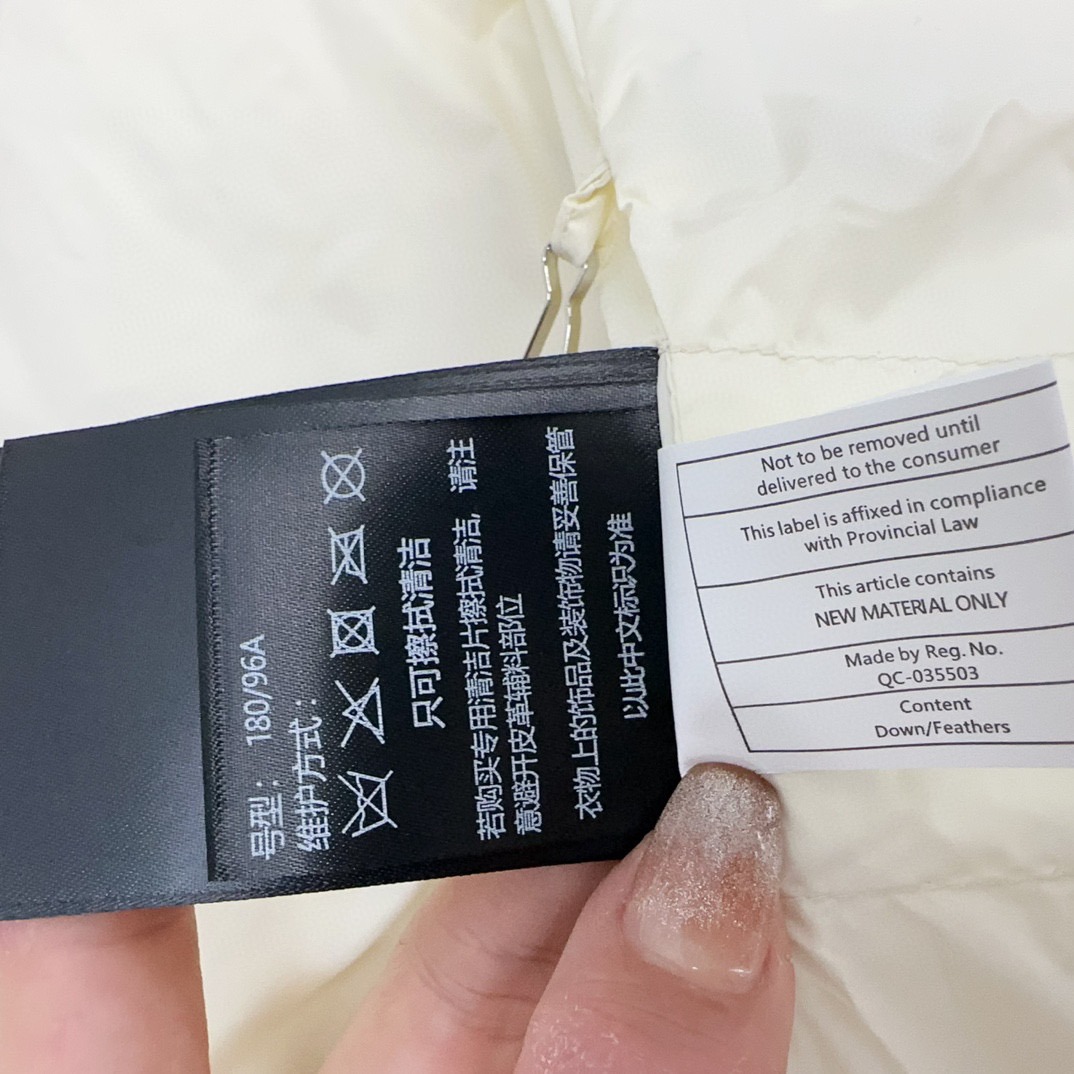 号型： 180/96A
维护方式：
只可擦拭清洁
若购买专用清洁片擦拭清洁，请注
意避开皮革辅料部位
衣物上的饰品及装饰物请妥善保管
以此中文标识为准
Not to be removed until
delivered to the consumer
This label is affixed in compliance
with Provincial Law
This article contains
NEW MATERIAL ONLY
Made by Reg. No.
QC-035503
Content
Down/Feathers